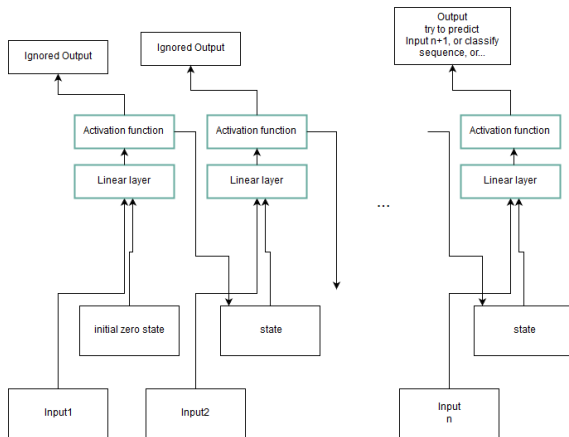 Output
try to predict
Input n+1, or classify
sequence, or...
Ignored Output
Ignored Output
Activation function
Activation function
Activation function
Linear layer
Linear layer
Linear layer
...
initial zero state
state
state
Input1
Input2
Input
n